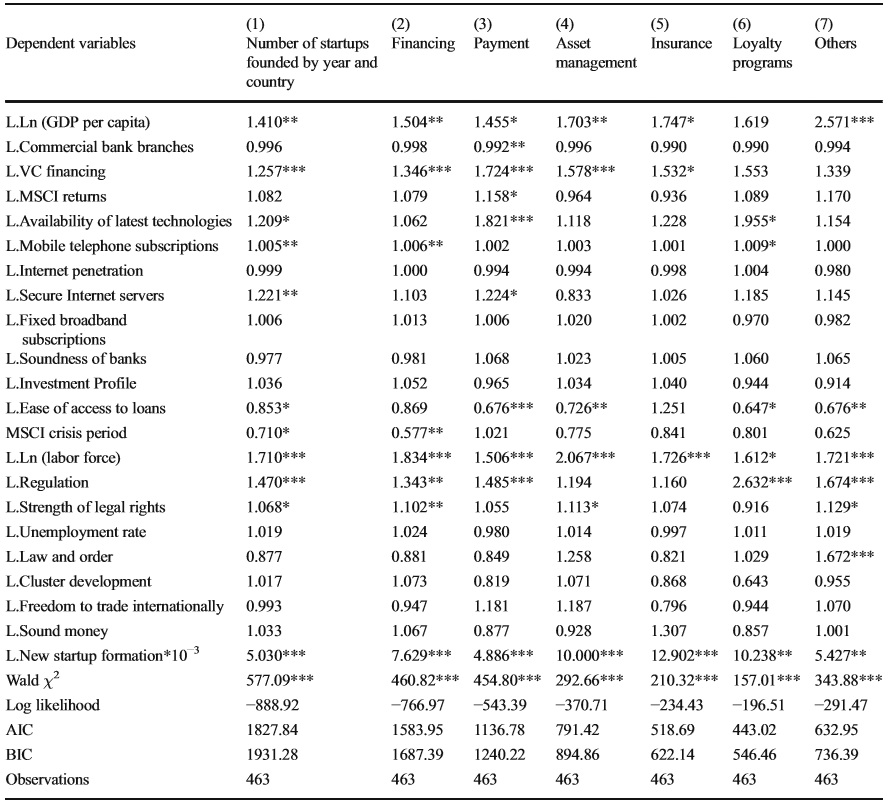 Dependent variables (1) (2) (3) (4) (5) (6) (7)
Number of startups Financing Payment Asset Insurance Loyalty Others
founded by year and management programs
country
L.Ln (GDP per capita) 1.410** 1.504** 1.455* 1.703** 1.747* 1.619 2.571***
L.Commercial bank branches 0.996 0.998 0.992** 0.996 0.990 0.990 0.994
L.VC financing 1.257*** 1.346*** 1.724*** 1.578*** 1.532* 1.553 1.339
L.MSCI returns 1.082 1.079 1.158* 0.964 0.936 1.089 1.170
L.Availability of latest technologies 1.209* 1.062 1.821*** 1.118 1.228 1.955* 1.154
L.Mobile telephone subscriptions 1.005** 1.006** 1.002 1.003 1.001 1.009* 1.000
L.Internet penetration 0.999 1.000 0.994 0.994 0.998 1.004 0.980
L.Secure Internet servers 1.221** 1.103 1.224* 0.833 1.026 1.185 1.145
L.Fixed broadband 1.006 1.013 1.006 1.020 1.002 0.970 0.982
subscriptions
L.Soundness of banks 0.977 0.981 1.068 1.023 1.005 1.060 1.065
L.Investment Profile 1.036 1.052 0.965 1.034 1.040 0.944 0.914
L.Ease of access to loans 0.853* 0.869 0.676*** 0.726** 1.251 0.647* 0.676**
MSCI crisis period 0.710* 0.577** 1.021 0.775 0.841 0.801 0.625
L.Ln (labor force) 1.710*** 1.834*** 1.506*** 2.067*** 1.726*** 1.612* 1.721***
L.Regulation 1.470*** 1.343** 1.485*** 1.194 1.160 2.632*** 1.674***
L.Strength of legal rights 1.068* 1.102** 1.055 1.113* 1.074 0.916 1.129*
L.Unemployment rate 1.019 1.024 0.980 1.014 0.997 1.011 1.019
L.Law and order 0.877 0.881 0.849 1.258 0.821 1.029 1.672***
L.Cluster development 1.017 1.073 0.819 1.071 0.868 0.643 0.955
L.Freedom to trade internationally 0.993 0.947 1.181 1.187 0.796 0.944 1.070
L.Sound money 1.033 1.067 0.877 0.928 1.307 0.857 1.001
L.New startup formation*10⁻³ 5.030*** 7.629*** 4.886*** 10.000*** 12.902*** 10.238** 5.427**
Wald χ² 577.09*** 460.82*** 454.80*** 292.66*** 210.32*** 157.01*** 343.88***
Log likelihood −888.92 −766.97 −543.39 −370.71 −234.43 −196.51 −291.47
AIC 1827.84 1583.95 1136.78 791.42 518.69 443.02 632.95
BIC 1931.28 1687.39 1240.22 894.86 622.14 546.46 736.39
Observations 463 463 463 463 463 463 463